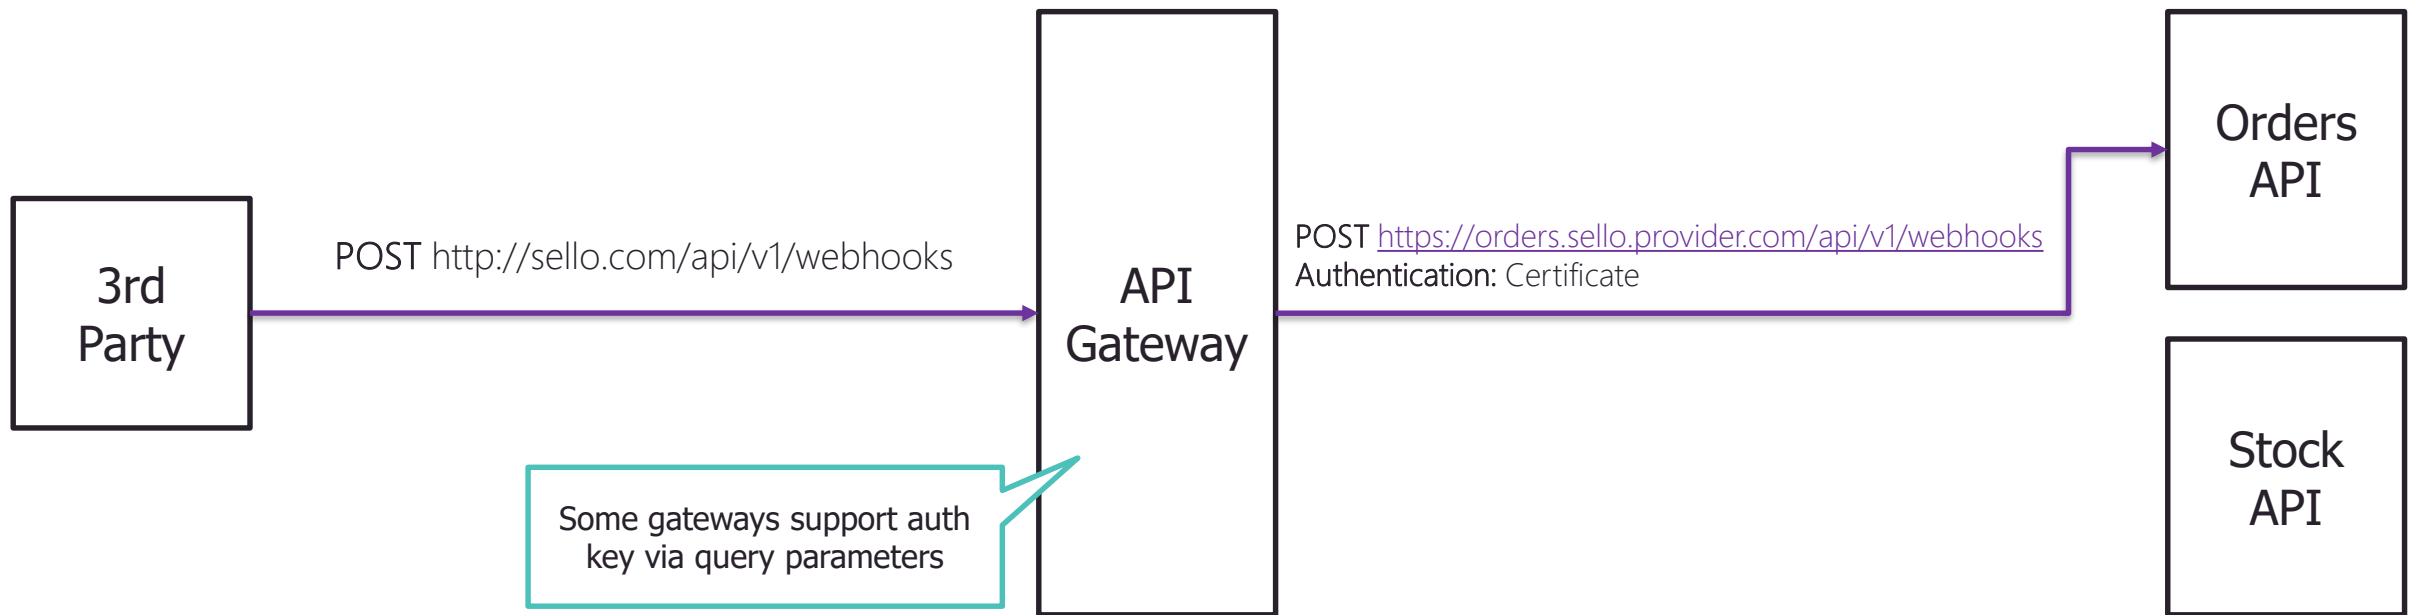 3rd
Party
POST http://sello.com/api/v1/webhooks
API
Gateway
Some gateways support auth
key via query parameters
POST https://orders.sello.provider.com/api/v1/webhooks
Authentication: Certificate
Orders
API
Stock
API